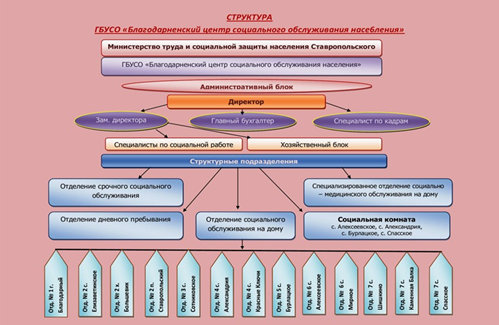 СТРУКТУРА
ГБУСО «Благодарненский центр социального обслуживания насебления»
Министерство труда и социальной защиты населения Ставропольского
ГБУСО «Благодарненский центр социального обслуживания населения»
Административный блок
Директор
Зам. директора
Главный бухгалтер
Специалист по кадрам
Специалисты по социальной работе
Хозяйственный блок
Структурные подразделения
Отделение срочного социального
обслуживания
Специализированное отделение социально
– медицинского обслуживания на дому
Отделение дневного пребывания
Отделение социального
обслуживания на дому
Социальная комната
с. Алексеевское, с. Александрия,
с. Бурлацкое, с. Спасское
Отд. № 1 г.
Благодарный
Отд. № 2 с.
Елизаветинское
Отд. № 2 х.
Большевик
Отд. № 2 п.
Ставропольский
Отд. № 3 с.
Сотниковское
Отд. № 4 с.
Александрия
Отд. № 4 с.
Красные Ключи
Отд. № 5 с.
Бурлацкое
Отд. № 6 с.
Алексеевское
Отд. № 6 с.
Мирное
Отд. № 7 с.
Шишкино
Отд. № 7 с.
Каменная Балка
Отд. № 7 с.
Спасское